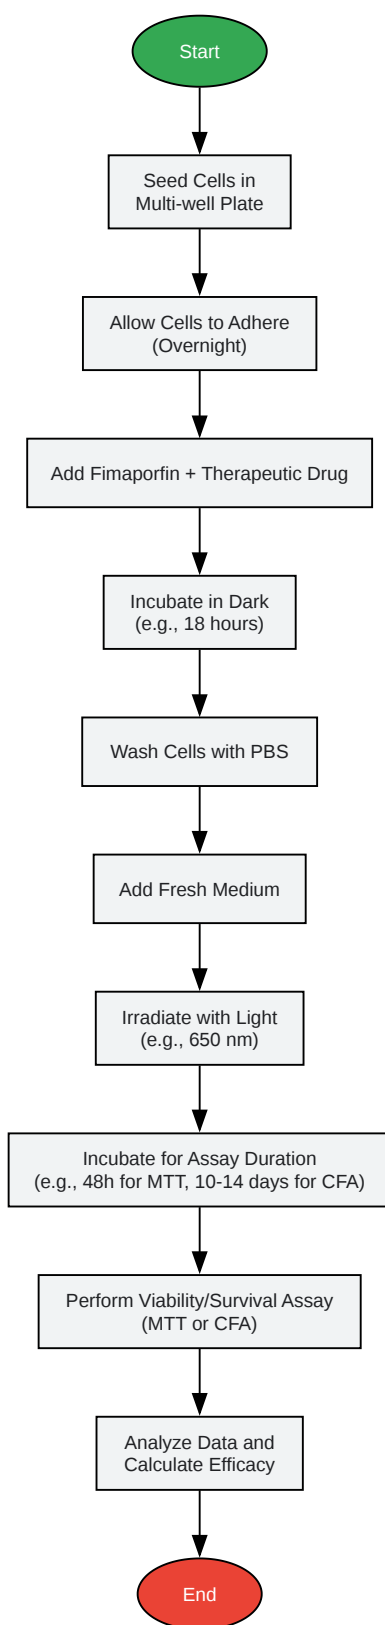 Start
Seed Cells in
Multi-well Plate
Allow Cells to Adhere
(Overnight)
Add Fimaporfin + Therapeutic Drug
Incubate in Dark
(e.g., 18 hours)
Wash Cells with PBS
Add Fresh Medium
Irradiate with Light
(e.g., 650 nm)
Incubate for Assay Duration
(e.g., 48h for MTT, 10-14 days for CFA)
Perform Viability/Survival Assay
(MTT or CFA)
Analyze Data and
Calculate Efficacy
End